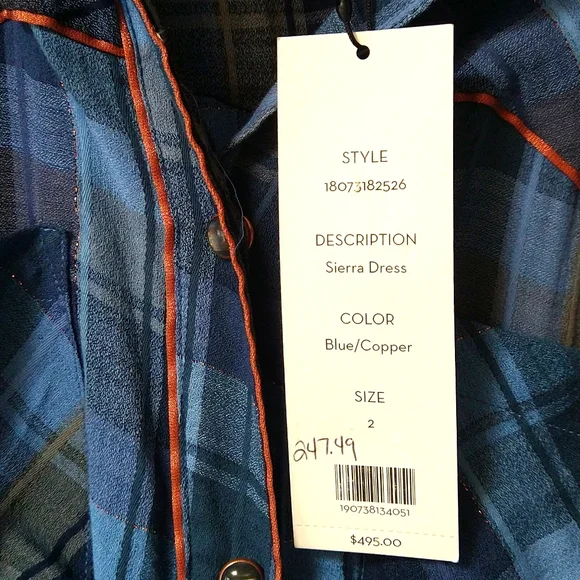 STYLE
18073182526
DESCRIPTION
Sierra Dress
COLOR
Blue/Copper
SIZE
2
247.49
190738134051
$495.00